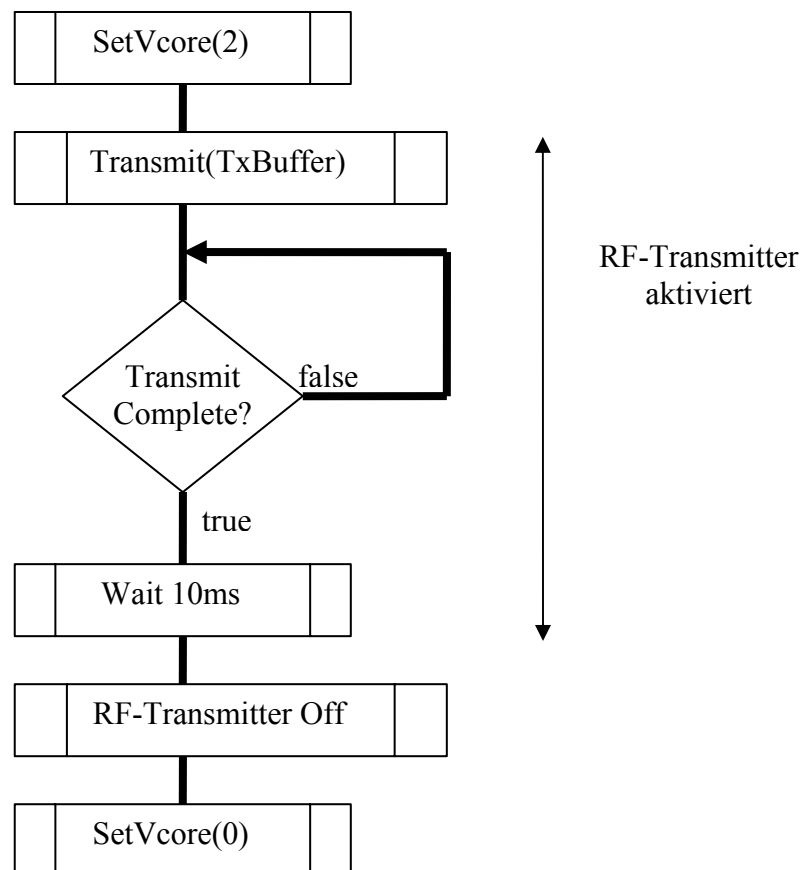 SetVcore(2)
Transmit(TxBuffer)
RF-Transmitter
aktiviert
Transmit
Complete?
false
true
Wait 10ms
RF-Transmitter Off
SetVcore(0)